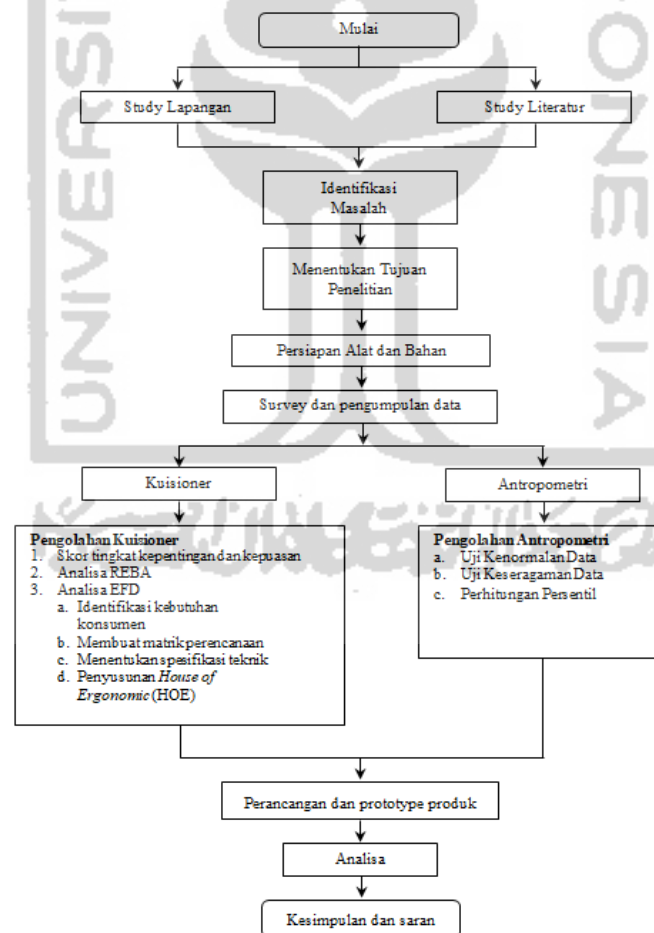 Mulai
Study Lapangan
Study Literatur
Identifikasi
Masalah
Menentukan Tujuan
Penelitian
Persiapan Alat dan Bahan
Survey dan pengumpulan data
Kuisioner
Antropometri
Pengolahan Kuisioner
1. Skor tingkat kepentingan dan kepuasan
2. Analisa REBA
3. Analisa EFD
a. Identifikasi kebutuhan
konsumen
b. Membuat matrik perencanaan
c. Menentukan spesifikasi teknik
d. Penyusunan House of
Ergonomic (HOE)
Pengolahan Antropometri
a. Uji Kenormalan Data
b. Uji Keseragaman Data
c. Perhitungan Persentil
Perancangan dan prototype produk
Analisa
Kesimpulan dan saran
UNIVERSI
ONESIA